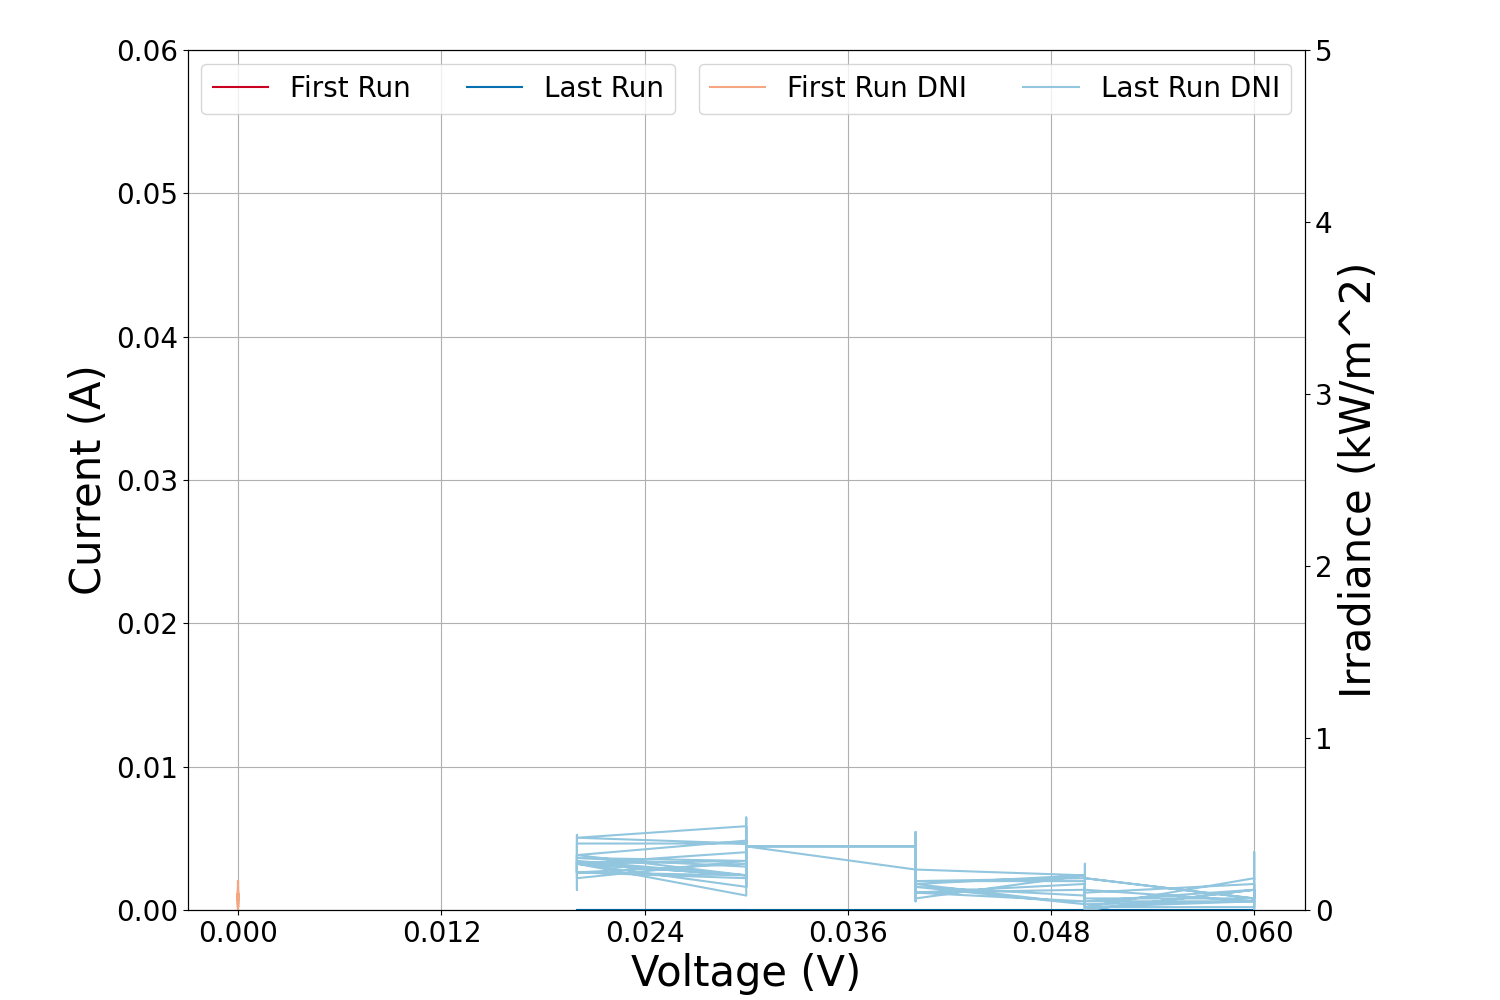 First Run
Last Run
First Run DNI
Last Run DNI
0.06
0.05
0.04
0.03
0.02
0.01
0.00
Current (A)
5
4
3
2
1
0
Irradiance (kW/m^2)
0.000 0.012 0.024 0.036 0.048 0.060
Voltage (V)